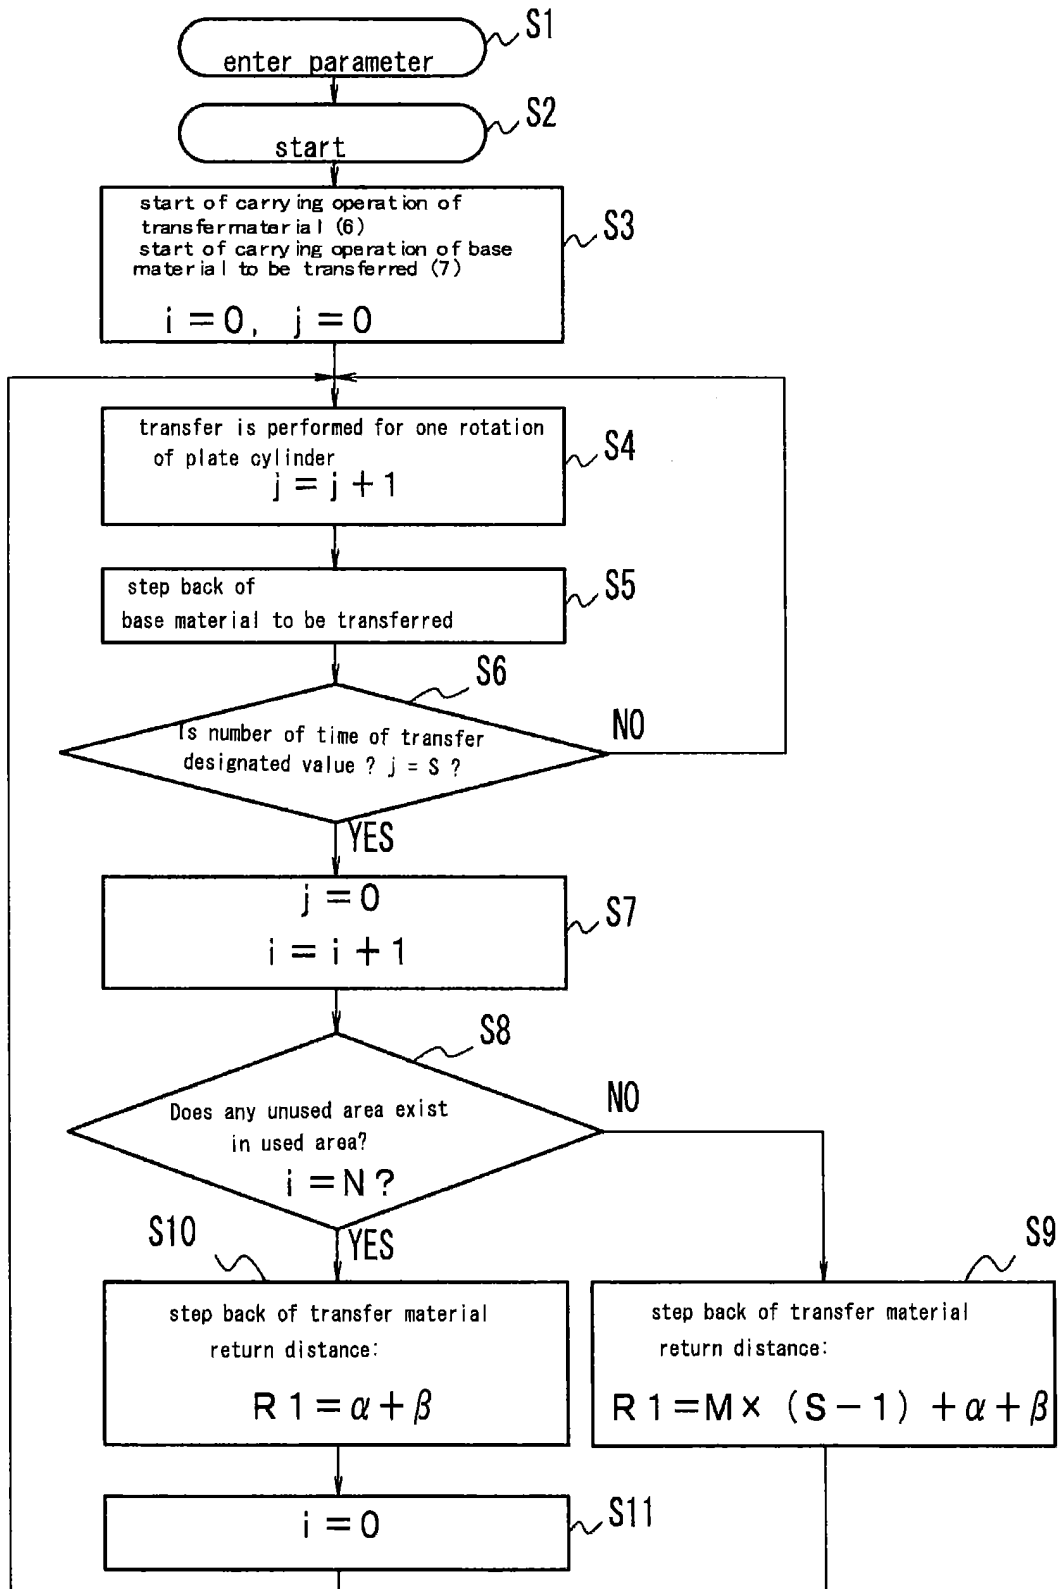 S1
enter parameter
S2
start
S3
start of carrying operation of
transfermaterial (6)
start of carrying operation of base
material to be transferred (7)
i = 0, j = 0
S4
transfer is performed for one rotation
of plate cylinder
j = j + 1
S5
step back of
base material to be transferred
S6
Is number of time of transfer
designated value ? j = S ?
NO
YES
S7
j = 0
i = i + 1
S8
Does any unused area exist
in used area?
i = N ?
NO
YES
S10
step back of transfer material
return distance:
R 1 = α + β
S9
step back of transfer material
return distance:
R 1 = M × (S - 1) + α + β
S11
i = 0